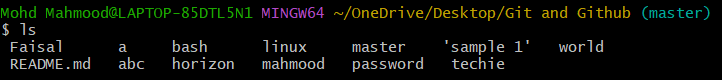 Mohd Mahmood@LAPTOP-85DTL5N1 MINGW64 ~/OneDrive/Desktop/Git and Github (master)
$ ls
Faisal a bash linux master 'sample 1' world
README.md abc horizon mahmood password techie